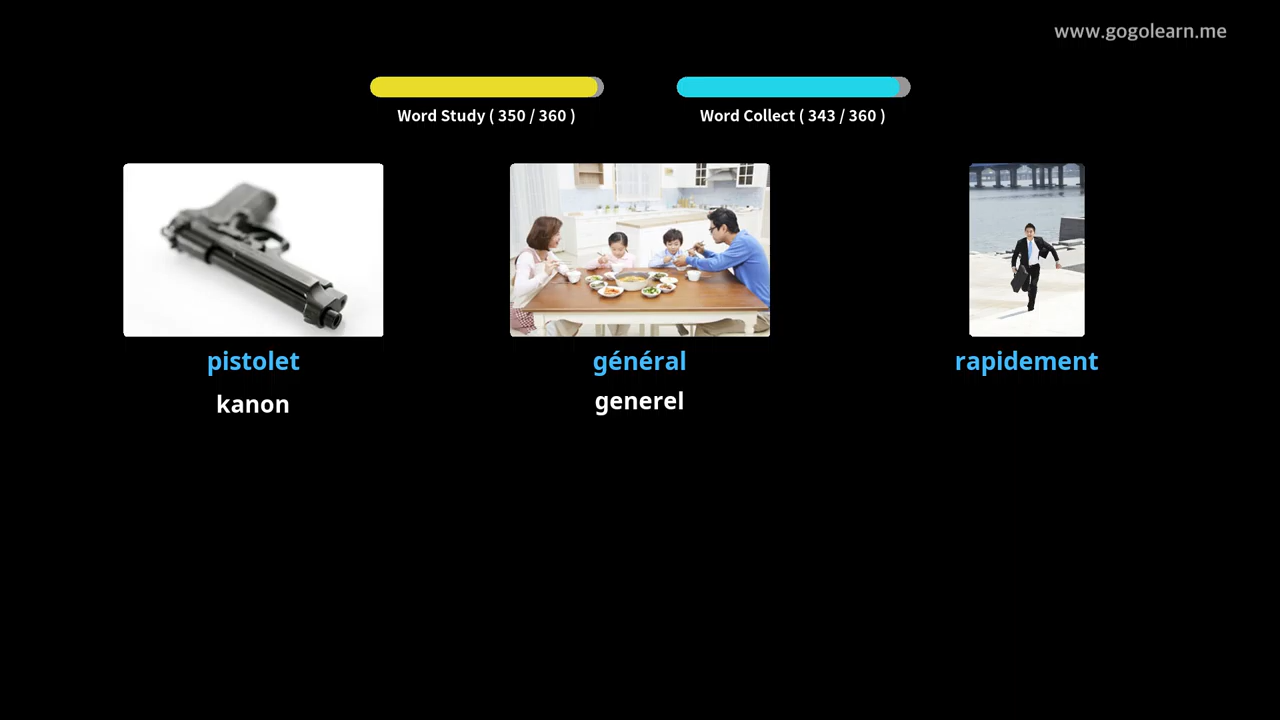 www.gogolearn.me
Word Study ( 350 / 360 )
Word Collect ( 343 / 360 )
pistolet
général
rapidement
kanon
generel